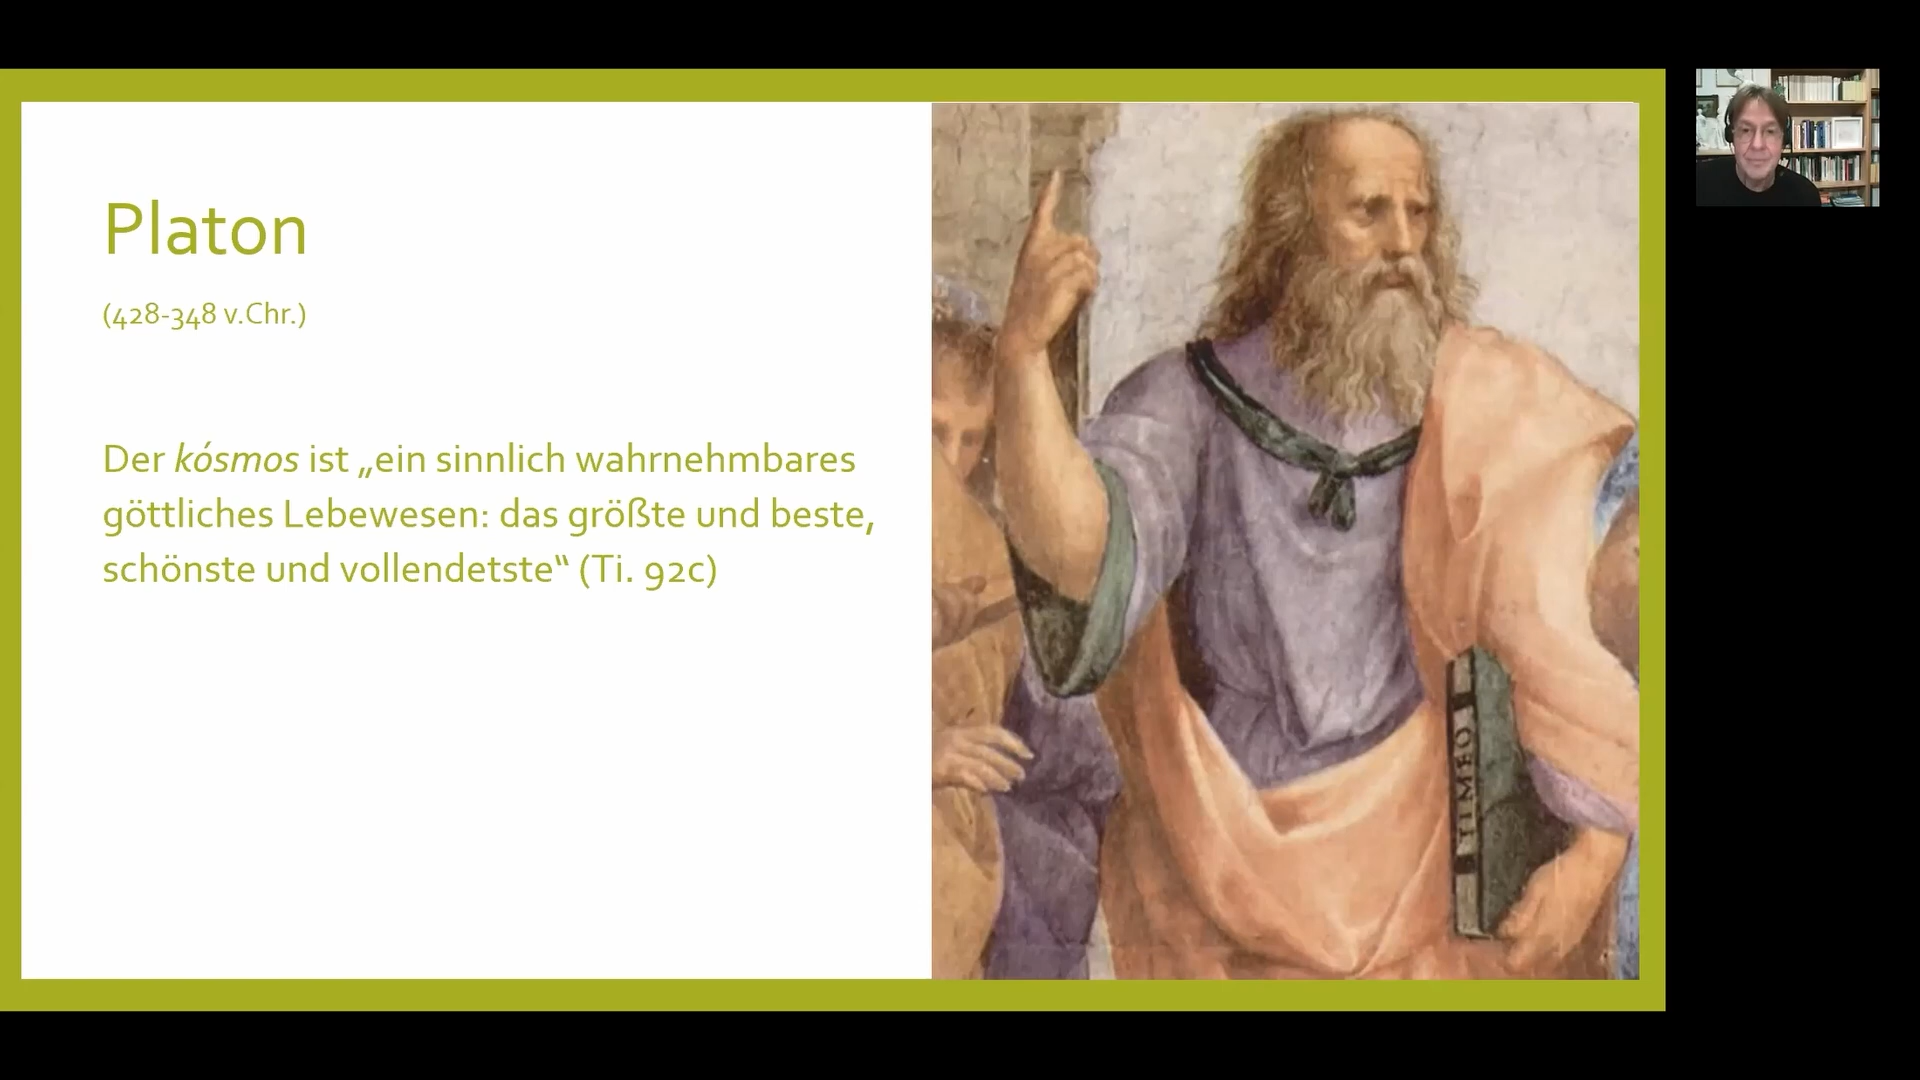 Platon
(428-348 v.Chr.)
Der kósmos ist „ein sinnlich wahrnehmbares
göttliches Lebewesen: das größte und beste,
schönste und vollendetste“ (Ti. 92c)
TIMEO